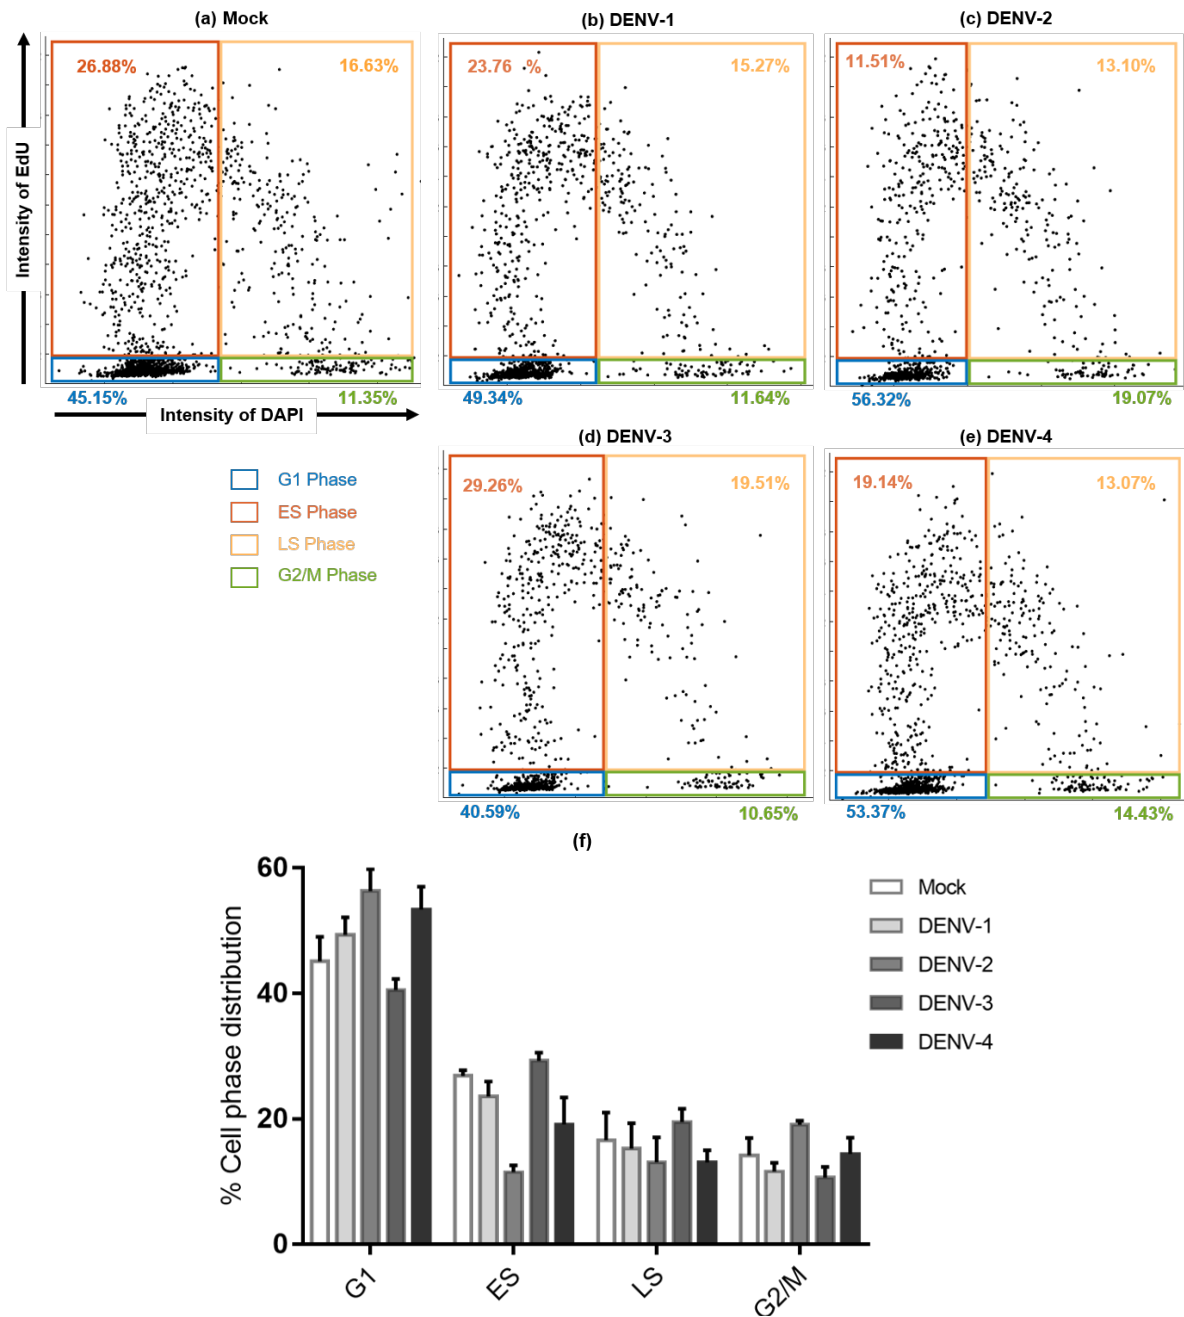 (a) Mock
(b) DENV-1
(c) DENV-2
26.88%
16.63%
23.76 %
15.27%
11.51%
13.10%
Intensity of EdU
45.15%
11.35%
49.34%
11.64%
56.32%
19.07%
Intensity of DAPI
(d) DENV-3
(e) DENV-4
G1 Phase
ES Phase
LS Phase
G2/M Phase
29.26%
19.51%
19.14%
13.07%
40.59%
10.65%
53.37%
14.43%
(f)
% Cell phase distribution
60
40
20
0
G1
ES
LS
G2/M
Mock
DENV-1
DENV-2
DENV-3
DENV-4